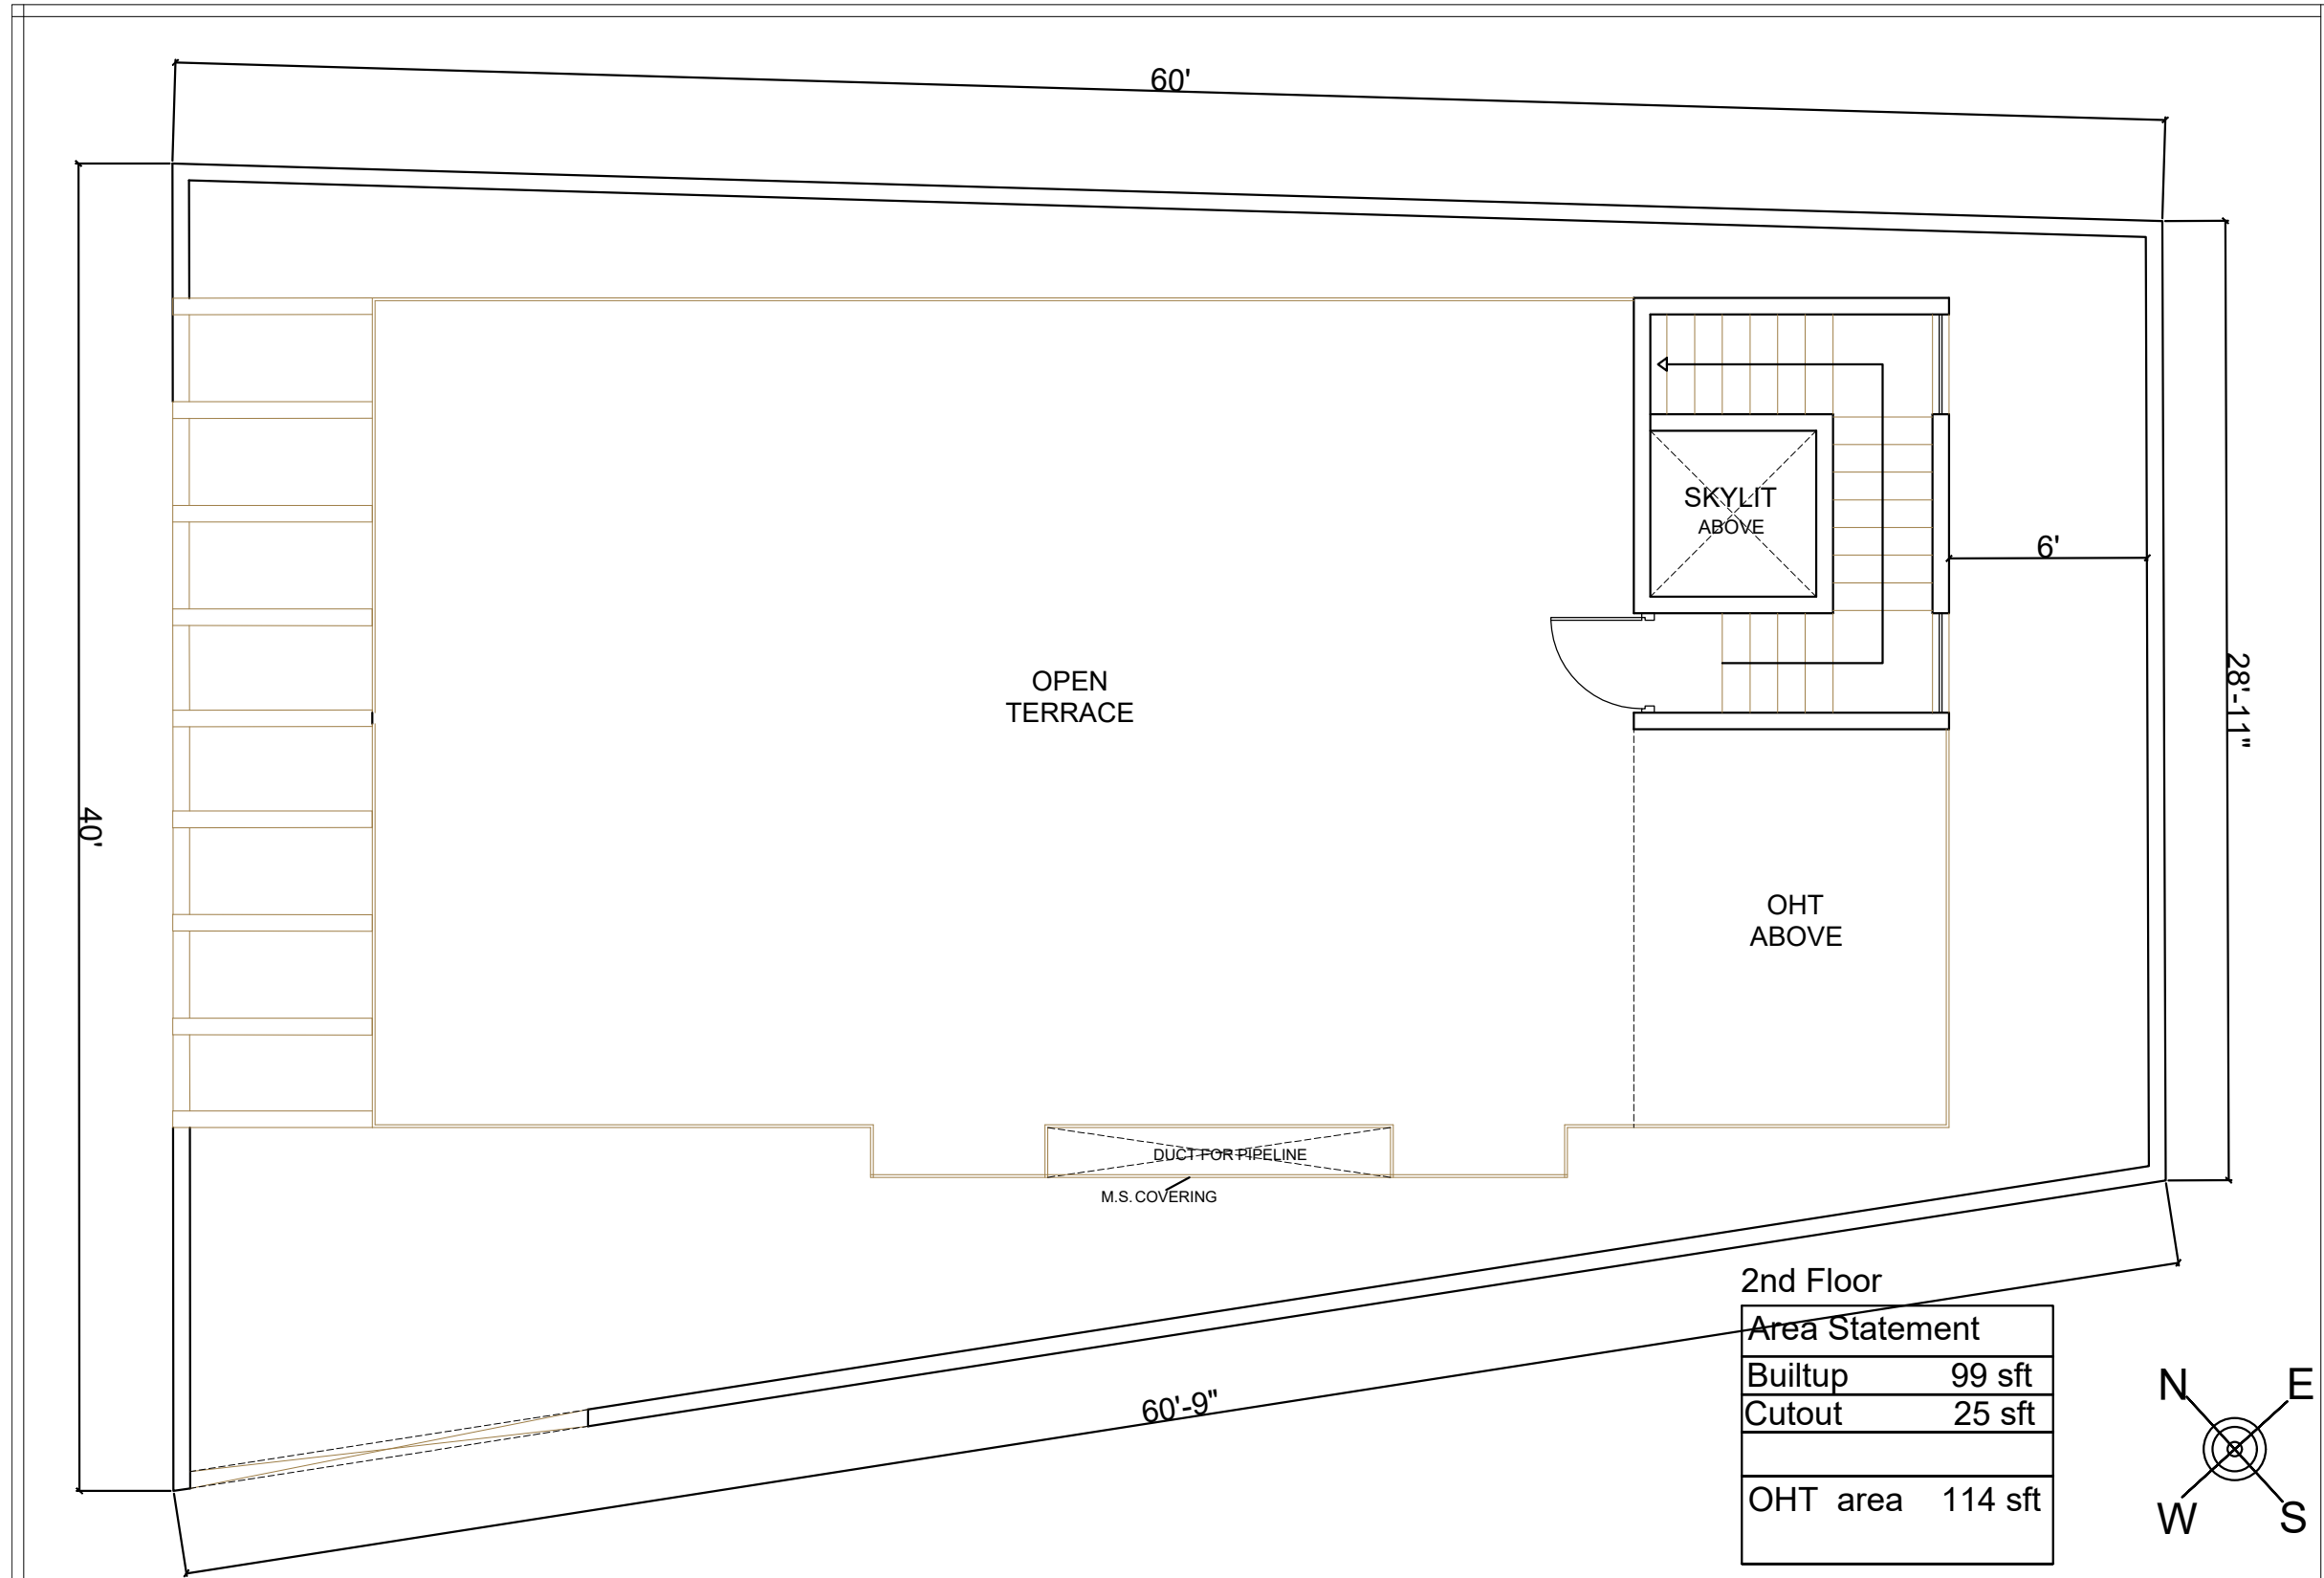 60'
SKYLIT
ABOVE
6'
OPEN
TERRACE
28'-11"
40'
OHT
ABOVE
DUCT FOR PIPELINE
M.S. COVERING
2nd Floor
Area Statement
Builtup 99 sft
Cutout 25 sft
OHT area 114 sft
60'-9"
N E
W S